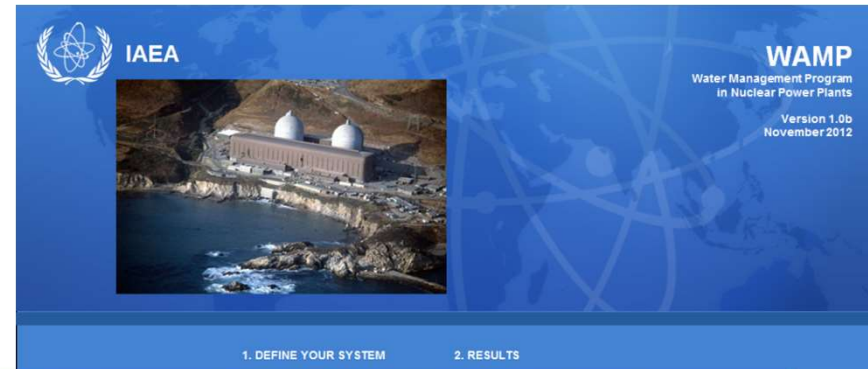 IAEA
WAMP
Water Management Program
in Nuclear Power Plants
Version 1.0b
November 2012
1. DEFINE YOUR SYSTEM
2. RESULTS